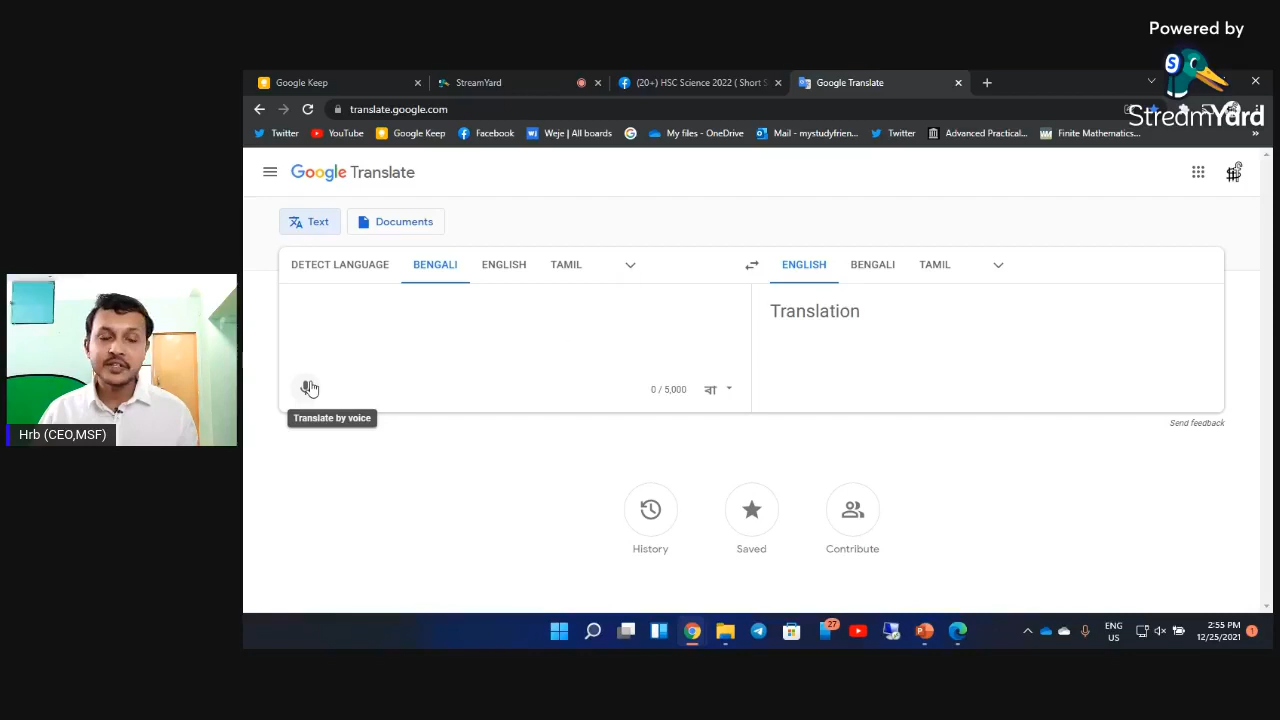 Powered by
StreamYard
Google Keep
StreamYard
(20+) HSC Science 2022 ( Short S
Google Translate
translate.google.com
Twitter
YouTube
Google Keep
Facebook
Weje | All boards
My files - OneDrive
Mail - mystudyfrien...
Twitter
Advanced Practical...
Finite Mathematics...
Google Translate
Text
Documents
DETECT LANGUAGE
BENGALI
ENGLISH
TAMIL
ENGLISH
BENGALI
TAMIL
Translation
0 / 5,000
বা
Translate by voice
Send feedback
Hrb (CEO,MSF)
History
Saved
Contribute
27
ENG
US
2:55 PM
12/25/2021
1